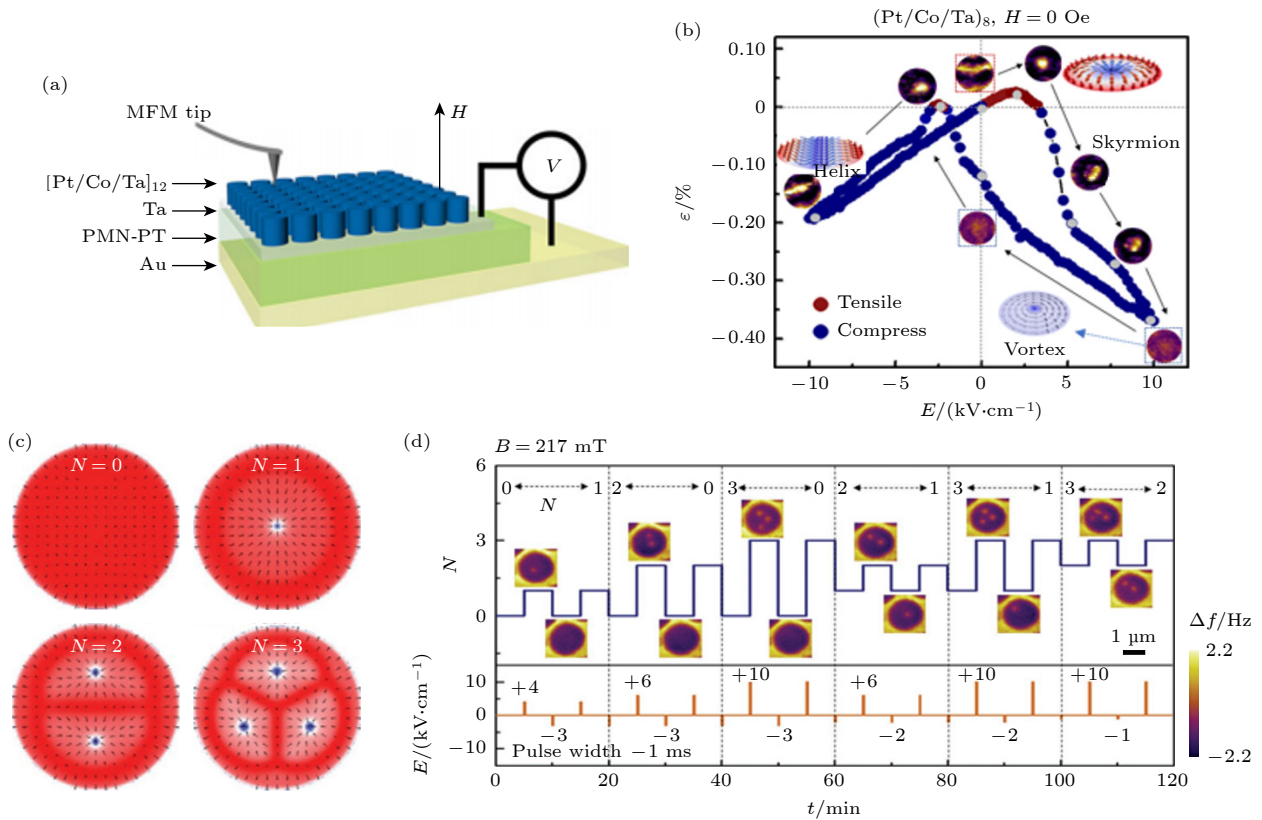 (a)
MFM tip
H
V
[Pt/Co/Ta]₁₂
Ta
PMN-PT
Au
(b)
(Pt/Co/Ta)₈, H = 0 Oe
0.10
0
−0.10
−0.20
−0.30
−0.40
ε/%
Helix
Skyrmion
Vortex
Tensile
Compress
−10
−5
0
5
10
E/(kV·cm⁻¹)
(c)
N = 0
N = 1
N = 2
N = 3
(d)
B = 217 mT
6
3
0
N
0 1 2 0 3 0 2 1 3 1 3 2
N
1 µm
10
0
−10
E/(kV·cm⁻¹)
+4 +6 +10 +6 +10 +10
−3 −3 −3 −2 −2 −1
Pulse width −1 ms
0 20 40 60 80 100 120
t/min
Δf/Hz
2.2
−2.2